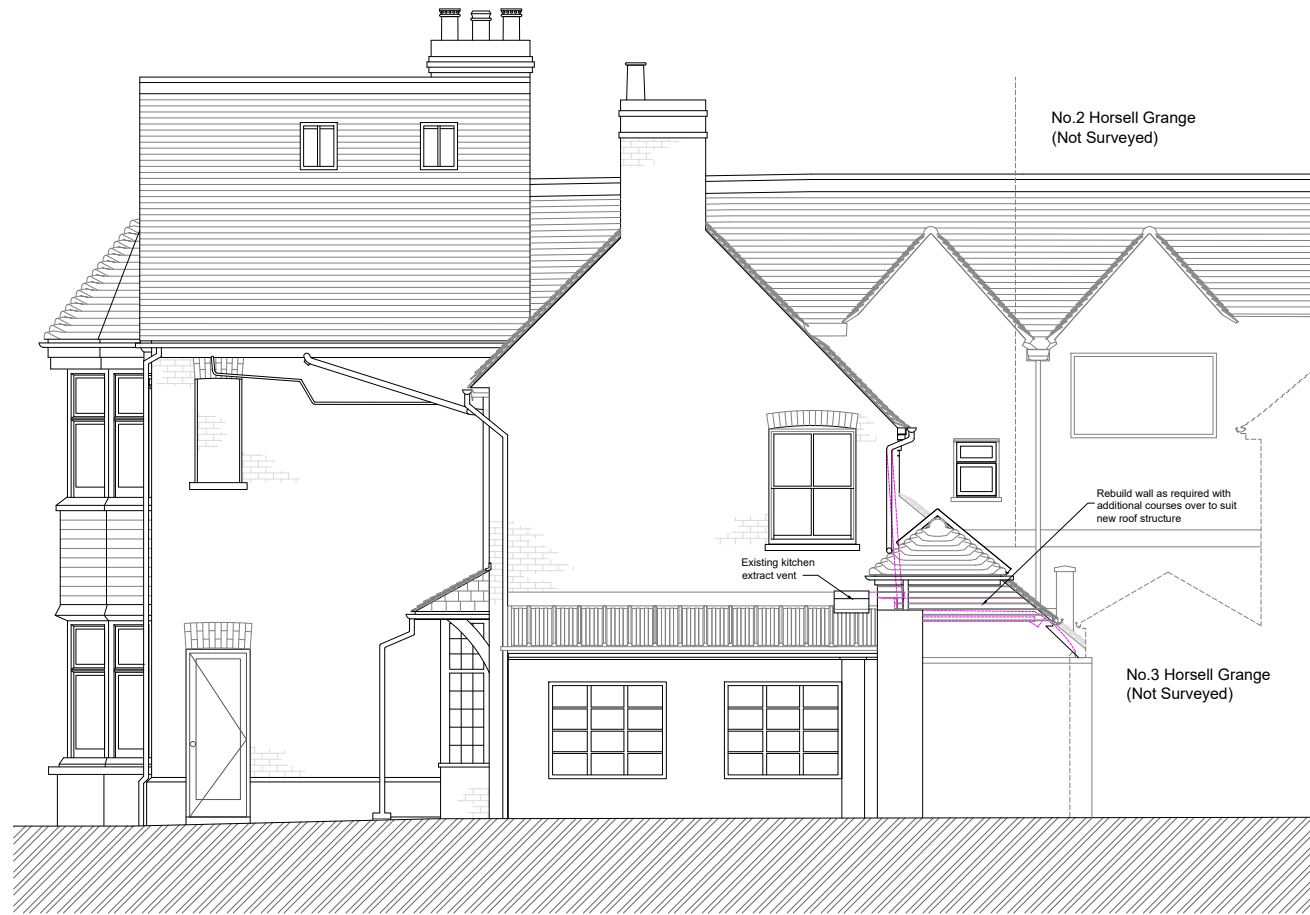 No.2 Horsell Grange
(Not Surveyed)
Rebuild wall as required with
additional courses over to suit
new roof structure
Existing kitchen
extract vent
No.3 Horsell Grange
(Not Surveyed)